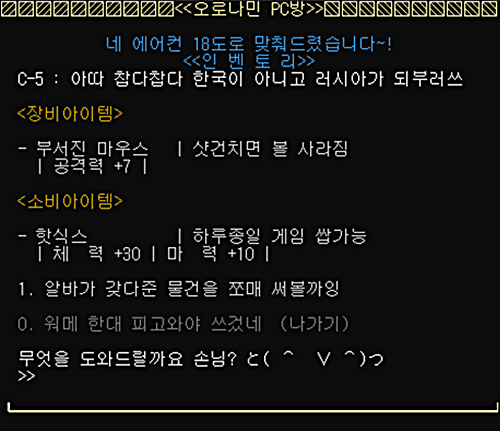 <<오로나민 PC방>>
네 에어컨 18도로 맞춰드렸습니다~!
<<인 벤 토 리>>
C-5 : 아따 참다참다 한국이 아니고 러시아가 되부러쓰
<장비아이템>
- 부서진 마우스 | 샷건치면 볼 사라짐
| 공격력 +7 |
<소비아이템>
- 핫식스 | 하루종일 게임 쌉가능
| 체 력 +30 | 마 력 +10 |
1. 알바가 갖다준 물건을 쪼매 써볼까잉
0. 워메 한대 피고와야 쓰겄네 (나가기)
무엇을 도와드릴까요 손님? と( ^ ∨ ^)つ
>>